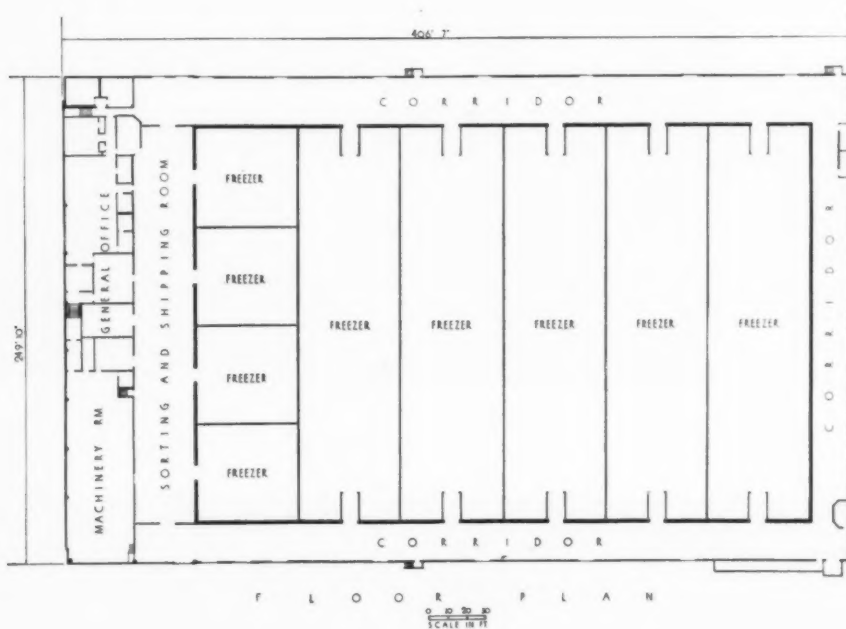 406' 7"
CORRIDOR
FREEZER
SORTING AND SHIPPING ROOM
GENERAL OFFICE
CORRIDOR
FREEZER
249'10"
FREEZER
FREEZER
FREEZER
FREEZER
FREEZER
FREEZER
MACHINERY RM
FREEZER
CORRIDOR
FLOOR PLAN
0 10 20 30
SCALE IN FT